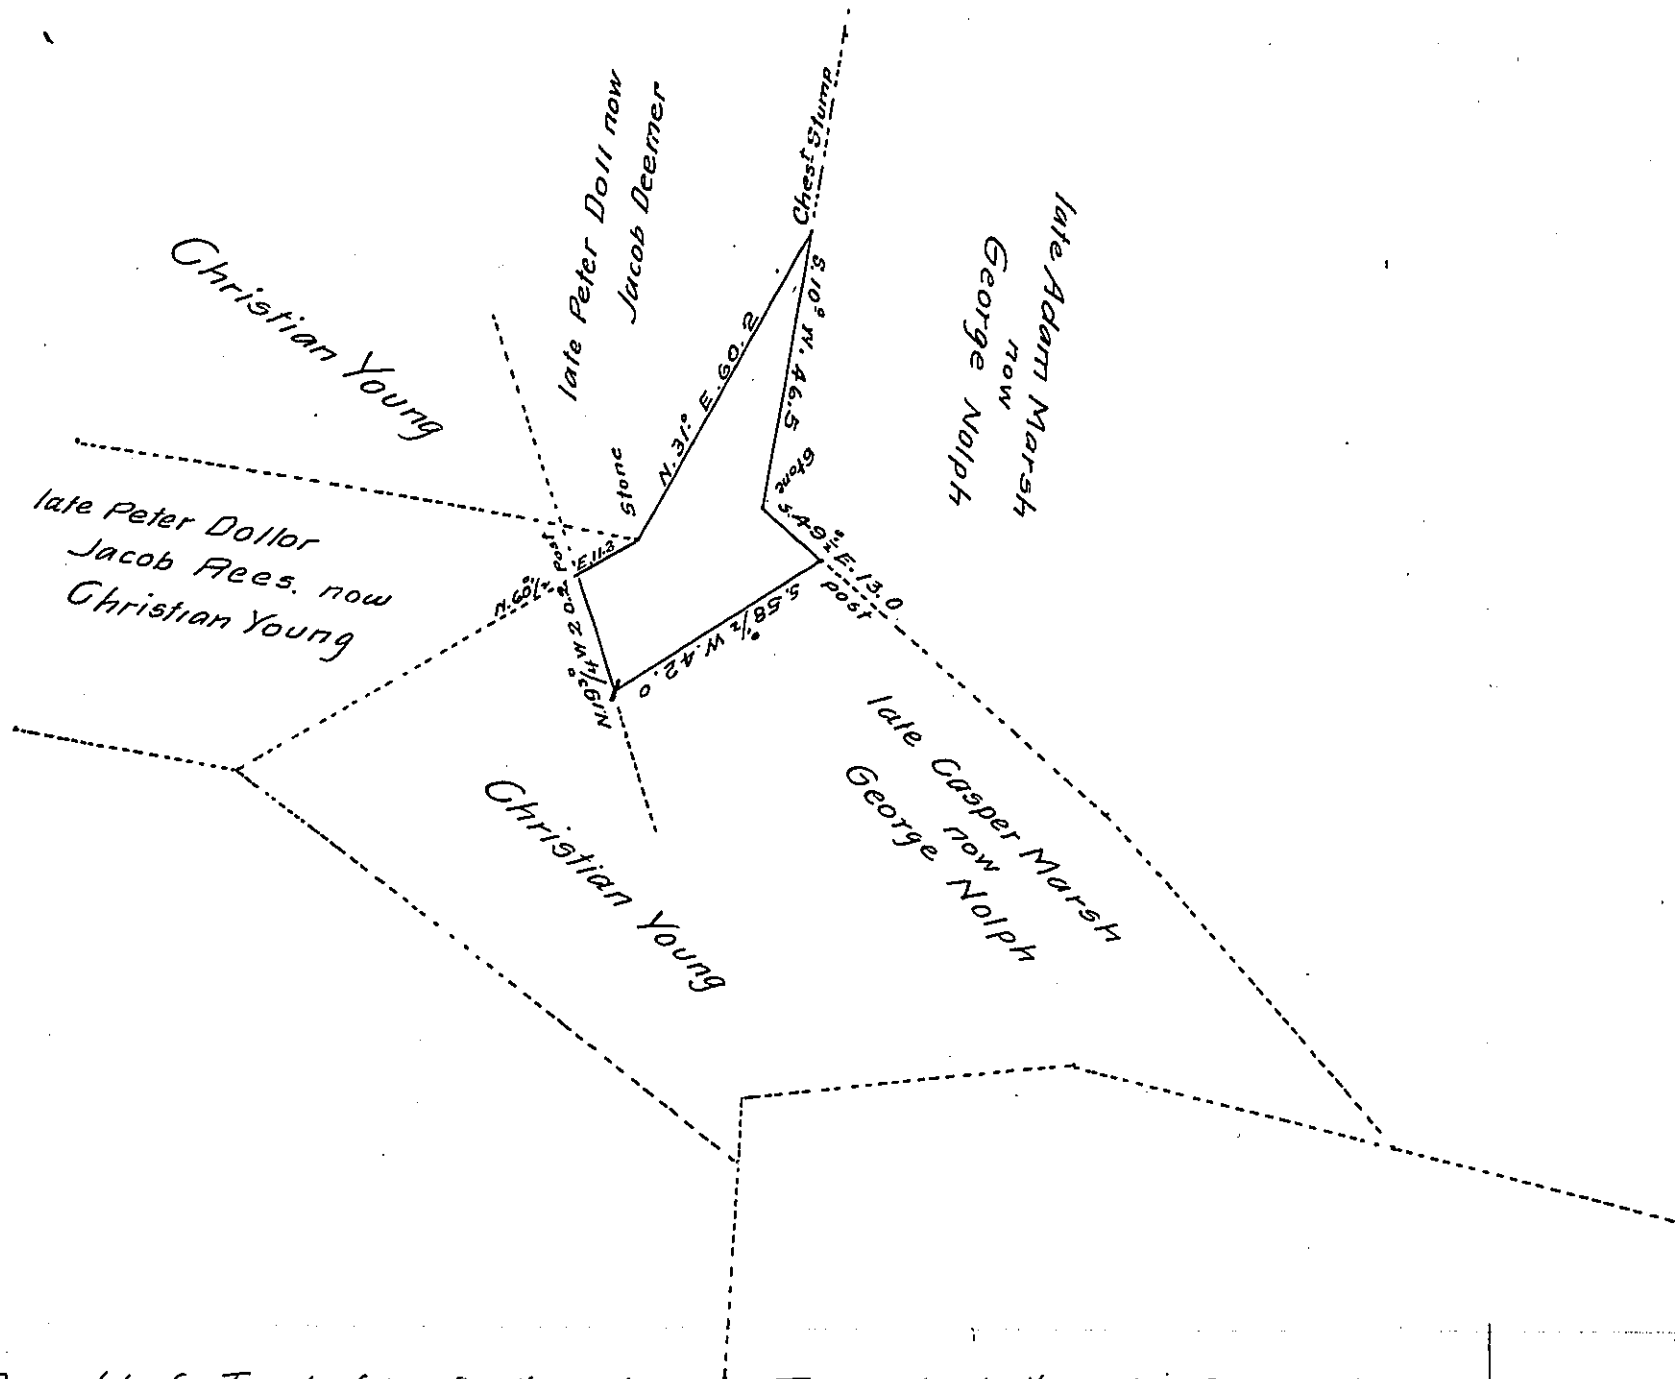 late Peter Doll now
Jacob Deemer
Chest Stump
late Adam Marsh
now
George Nolph
Christian Young
S. 10° W. 46.5
N. 31° E. 60.2
Stone
Stone
late Peter Dollor
Jacob Rees. now
Christian Young
Post
N. 60½° E. 11.3
S. 49½° E. 13.0
Post
S. 58½° W. 42.0
N. 19¾° W. 20.2
late Casper Marsh
now
George Nolph
Christian Young